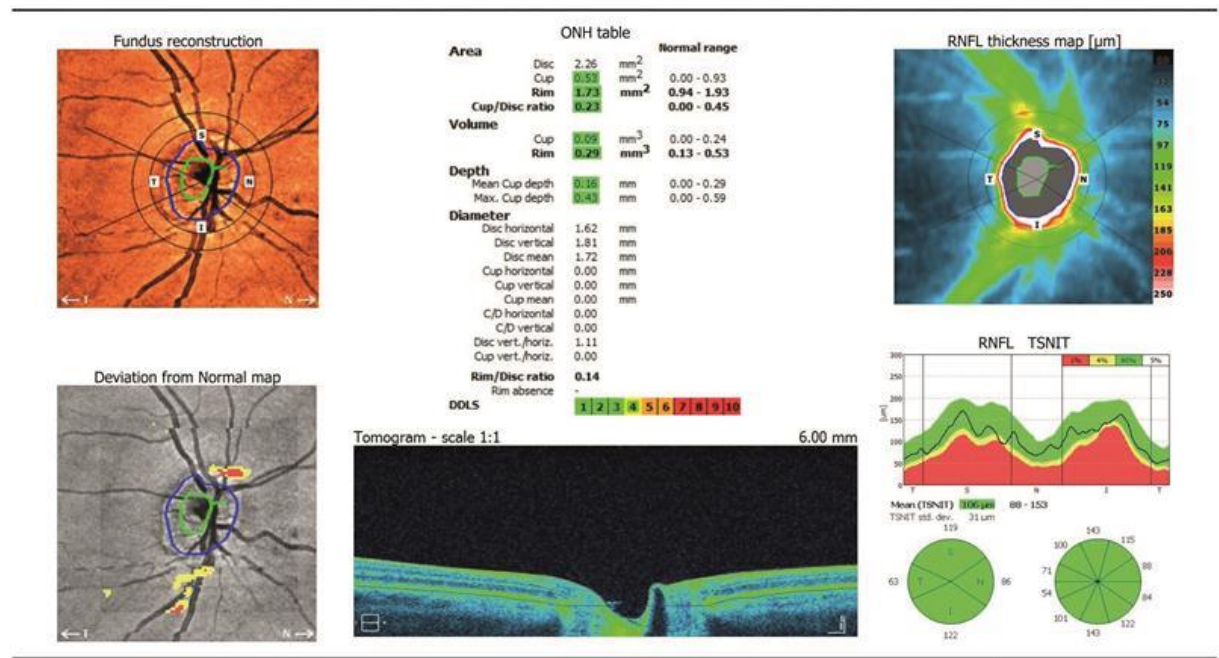 Fundus reconstruction
S
T
N
I
← T
N →
ONH table
Normal range
Area
Disc 2.26 mm2
Cup 0.53 mm2 0.00 - 0.93
Rim 1.73 mm2 0.94 - 1.93
Cup/Disc ratio 0.23 0.00 - 0.45
Volume
Cup 0.09 mm3 0.00 - 0.24
Rim 0.29 mm3 0.13 - 0.53
Depth
Mean Cup depth 0.16 mm 0.00 - 0.29
Max. Cup depth 0.43 mm 0.00 - 0.59
Diameter
Disc horizontal 1.62 mm
Disc vertical 1.81 mm
Disc mean 1.72 mm
Cup horizontal 0.00 mm
Cup vertical 0.00 mm
Cup mean 0.00 mm
C/D horizontal 0.00
C/D vertical 0.00
Disc vert./horiz. 1.11
Cup vert./horiz. 0.00
Rim/Disc ratio 0.14
Rim absence -
DDLS 1 2 3 4 5 6 7 8 9 10
RNFL thickness map [µm]
S
T
N
I
54
75
97
119
141
163
185
206
228
250
Deviation from Normal map
← T
N →
Tomogram - scale 1:1 6.00 mm
RNFL TSNIT
1% 4% 5%
300
250
200
150
100
50
0
[µm]
T S N I T
Mean (TSNIT) 106 µm 88 - 153
TSNIT std. dev. 31 µm
119
63 S T N I 86
122
143
100 115
71 88
54 84
101 122
143